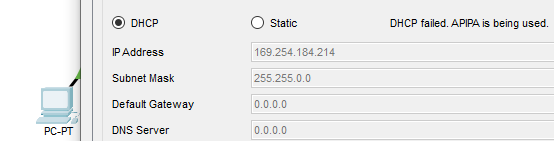 DHCP Static DHCP failed. APIPA is being used.
IP Address 169.254.184.214
Subnet Mask 255.255.0.0
Default Gateway 0.0.0.0
PC-PT
DNS Server 0.0.0.0